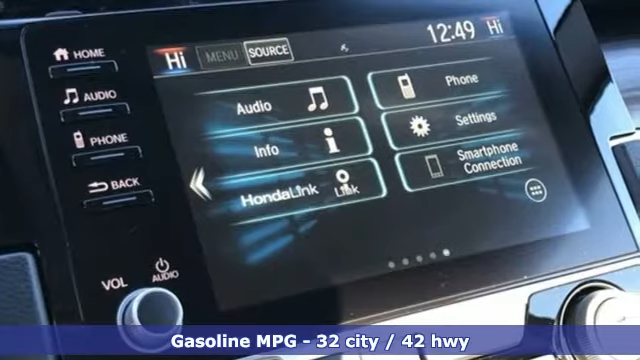 HOME
AUDIO
PHONE
BACK
VOL
AUDIO
Hi
MENU
SOURCE
12:49
Hi
Audio
Phone
Info
Settings
HondaLink
Link
Smartphone
Connection
Gasoline MPG - 32 city / 42 hwy